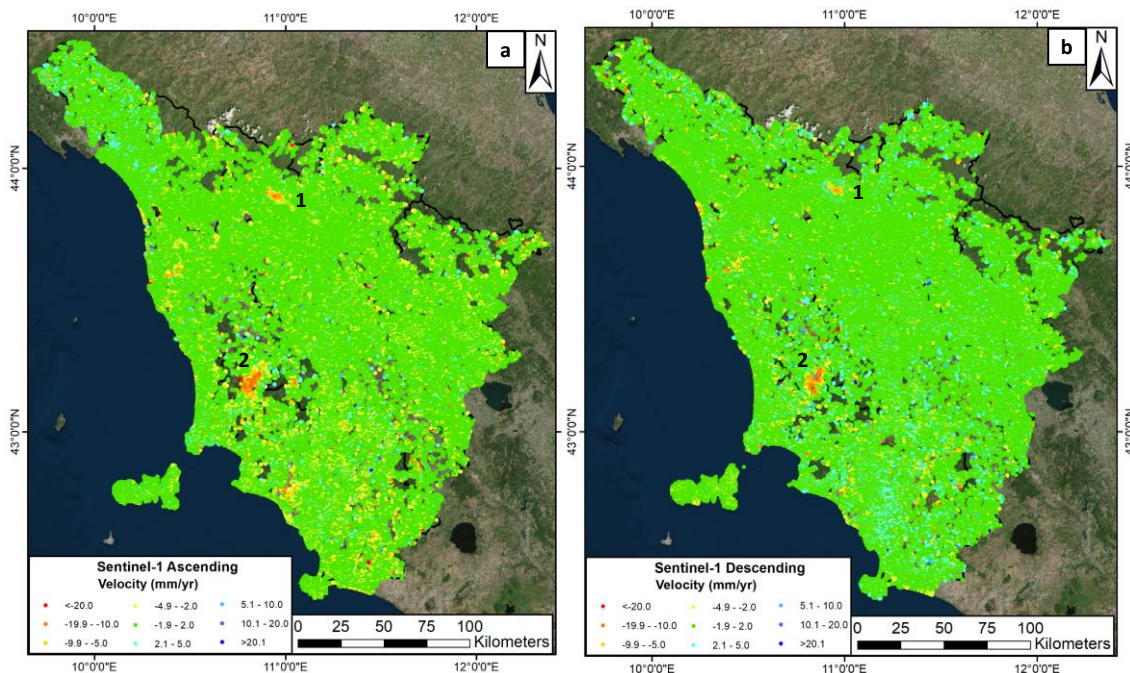 10°0'0"E 11°0'0"E 12°0'0"E
a
N
44°0'0"N
43°0'0"N
1
2
Sentinel-1 Ascending
Velocity (mm/yr)
<-20.0 -4.9 - -2.0 5.1 - 10.0
-19.9 - -10.0 -1.9 - 2.0 10.1 - 20.0
-9.9 - -5.0 2.1 - 5.0 >20.1
0 25 50 75 100
Kilometers
10°0'0"E 11°0'0"E 12°0'0"E
10°0'0"E 11°0'0"E 12°0'0"E
b
N
44°0'0"N
43°0'0"N
1
2
Sentinel-1 Descending
Velocity (mm/yr)
<-20.0 -4.9 - -2.0 5.1 - 10.0
-19.9 - -10.0 -1.9 - 2.0 10.1 - 20.0
-9.9 - -5.0 2.1 - 5.0 >20.1
0 25 50 75 100
Kilometers
10°0'0"E 11°0'0"E 12°0'0"E